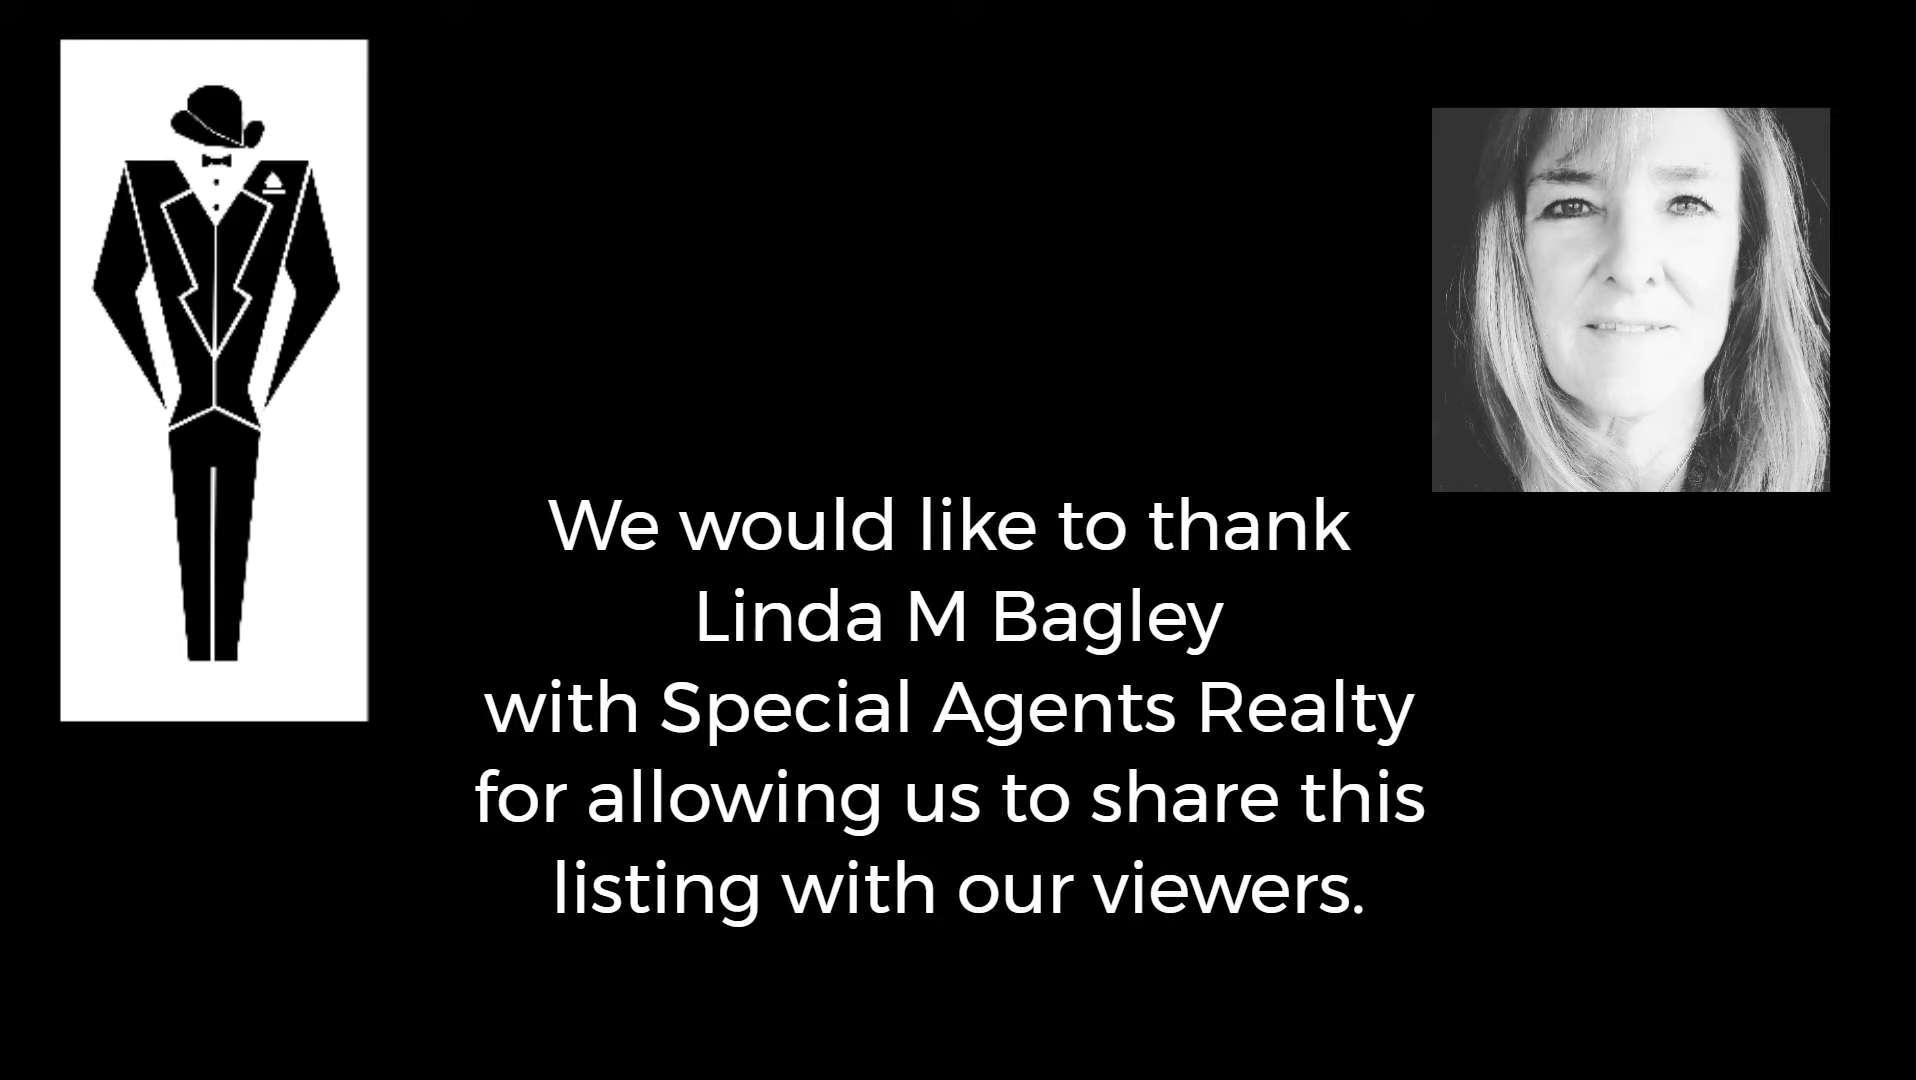 We would like to thank
Linda M Bagley
with Special Agents Realty
for allowing us to share this
listing with our viewers.